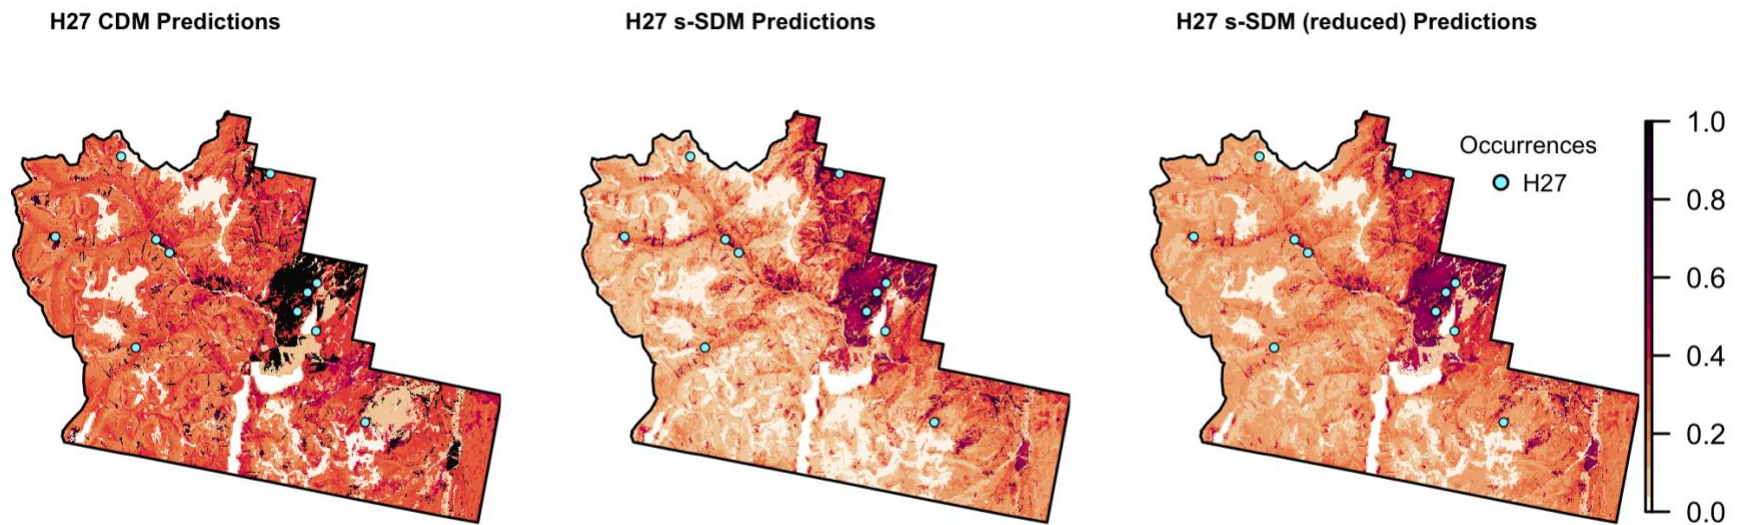 H27 CDM Predictions
H27 s-SDM Predictions
H27 s-SDM (reduced) Predictions
Occurrences
H27
1.0
0.8
0.6
0.4
0.2
0.0